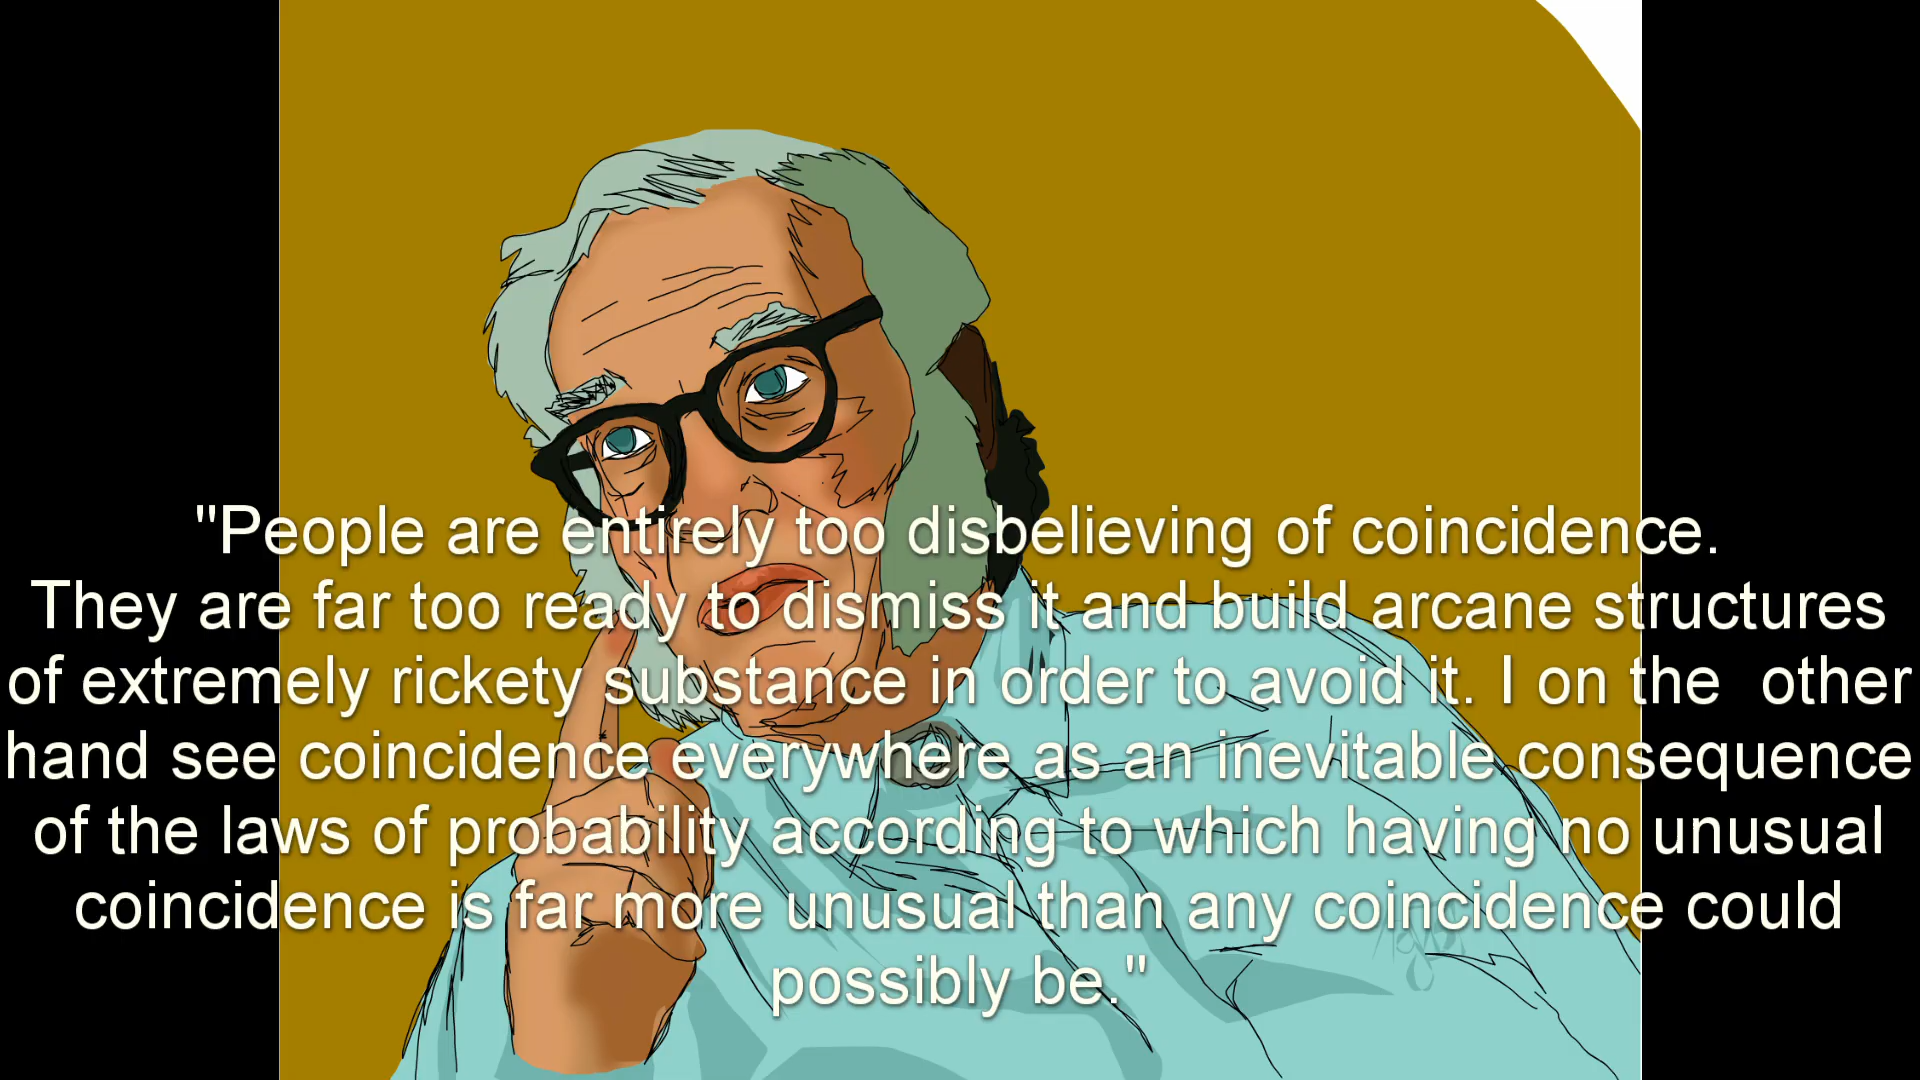 "People are entirely too disbelieving of coincidence.
They are far too ready to dismiss it and build arcane structures
of extremely rickety substance in order to avoid it. I on the  other
hand see coincidence everywhere as an inevitable consequence
of the laws of probability according to which having no unusual
coincidence is far more unusual than any coincidence could
possibly be."